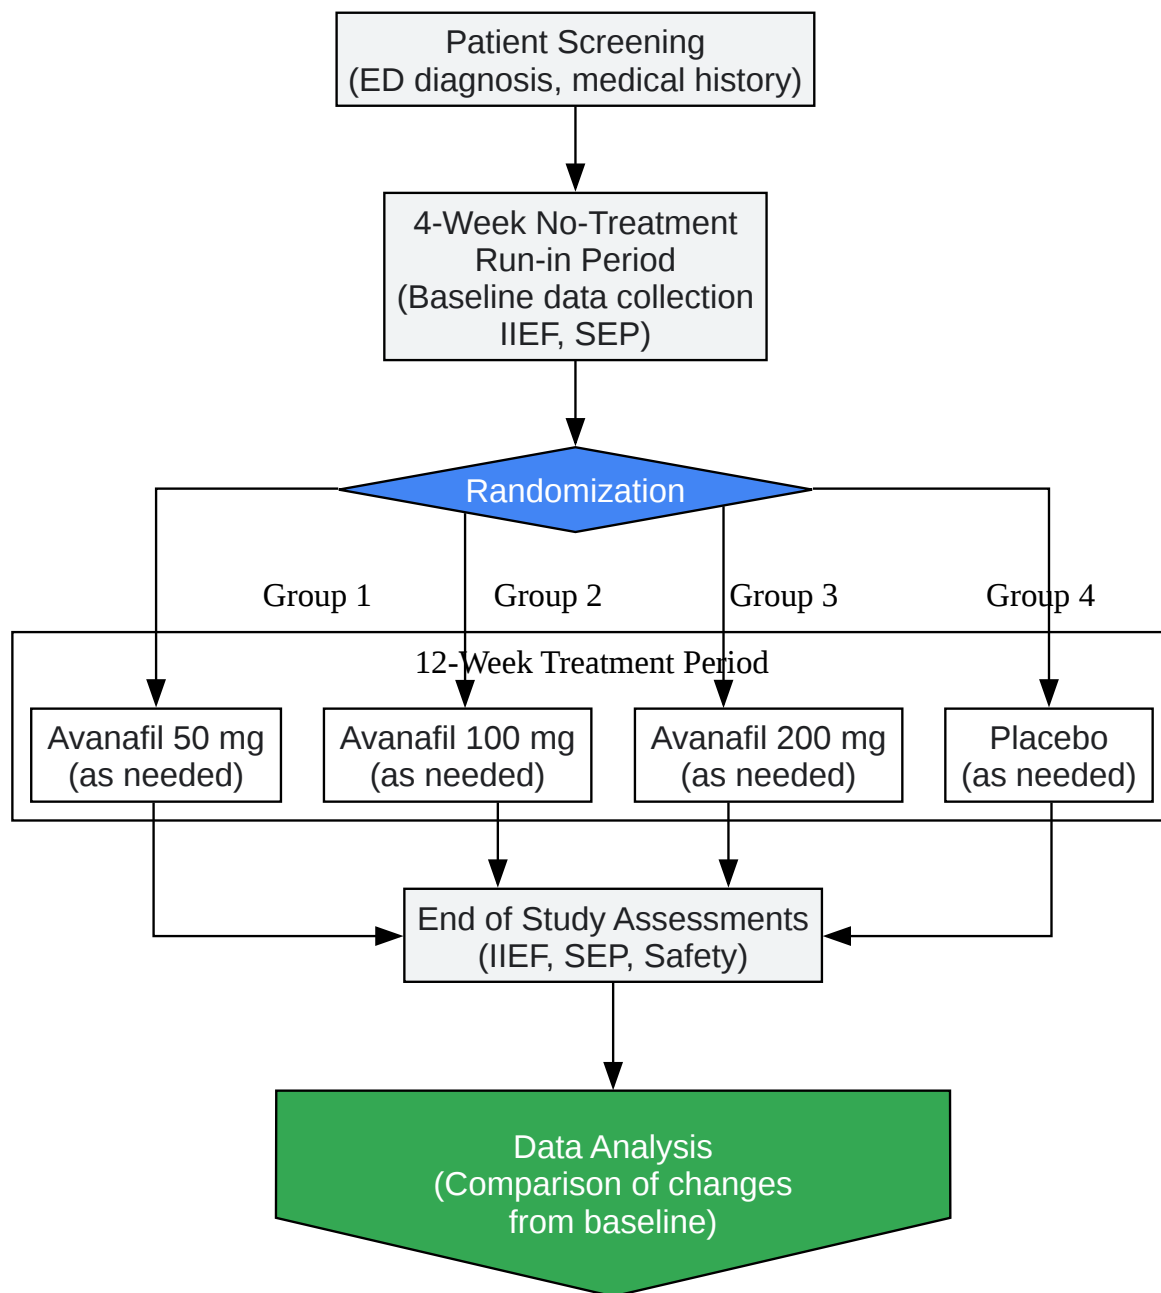 Patient Screening
(ED diagnosis, medical history)
4-Week No-Treatment
Run-in Period
(Baseline data collection
IIEF, SEP)
Randomization
Group 1
Group 2
Group 3
Group 4
12-Week Treatment Period
Avanafil 50 mg
(as needed)
Avanafil 100 mg
(as needed)
Avanafil 200 mg
(as needed)
Placebo
(as needed)
End of Study Assessments
(IIEF, SEP, Safety)
Data Analysis
(Comparison of changes
from baseline)